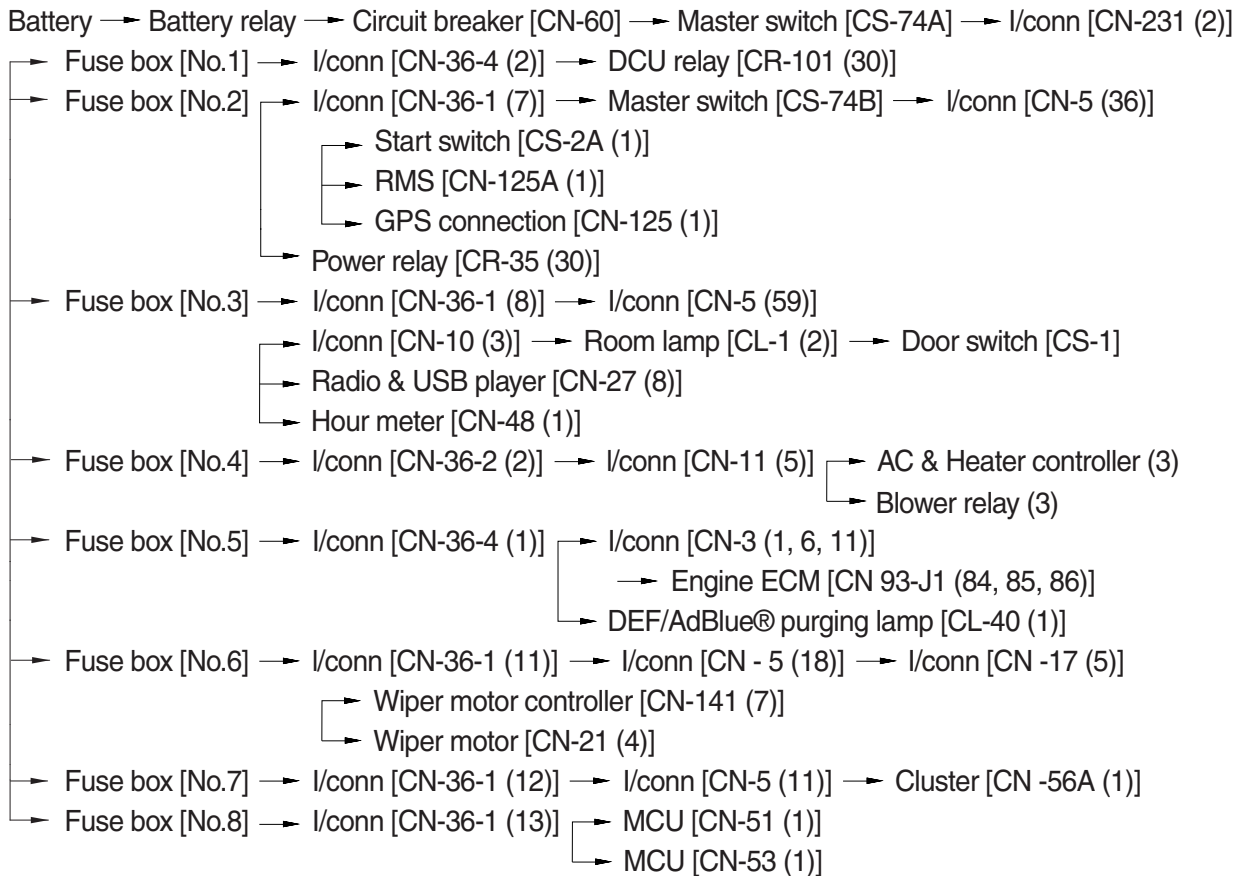 Battery → Battery relay → Circuit breaker [CN-60] → Master switch [CS-74A] → I/conn [CN-231 (2)]
→ Fuse box [No.1] → I/conn [CN-36-4 (2)] → DCU relay [CR-101 (30)]
→ Fuse box [No.2] → I/conn [CN-36-1 (7)] → Master switch [CS-74B] → I/conn [CN-5 (36)]
→ Start switch [CS-2A (1)]
→ RMS [CN-125A (1)]
→ GPS connection [CN-125 (1)]
→ Power relay [CR-35 (30)]
→ Fuse box [No.3] → I/conn [CN-36-1 (8)] → I/conn [CN-5 (59)]
→ I/conn [CN-10 (3)] → Room lamp [CL-1 (2)] → Door switch [CS-1]
→ Radio & USB player [CN-27 (8)]
→ Hour meter [CN-48 (1)]
→ Fuse box [No.4] → I/conn [CN-36-2 (2)] → I/conn [CN-11 (5)] → AC & Heater controller (3)
→ Blower relay (3)
→ Fuse box [No.5] → I/conn [CN-36-4 (1)] → I/conn [CN-3 (1, 6, 11)]
→ Engine ECM [CN 93-J1 (84, 85, 86)]
→ DEF/AdBlue® purging lamp [CL-40 (1)]
→ Fuse box [No.6] → I/conn [CN-36-1 (11)] → I/conn [CN - 5 (18)] → I/conn [CN -17 (5)]
→ Wiper motor controller [CN-141 (7)]
→ Wiper motor [CN-21 (4)]
→ Fuse box [No.7] → I/conn [CN-36-1 (12)] → I/conn [CN-5 (11)] → Cluster [CN -56A (1)]
→ Fuse box [No.8] → I/conn [CN-36-1 (13)] → MCU [CN-51 (1)]
→ MCU [CN-53 (1)]